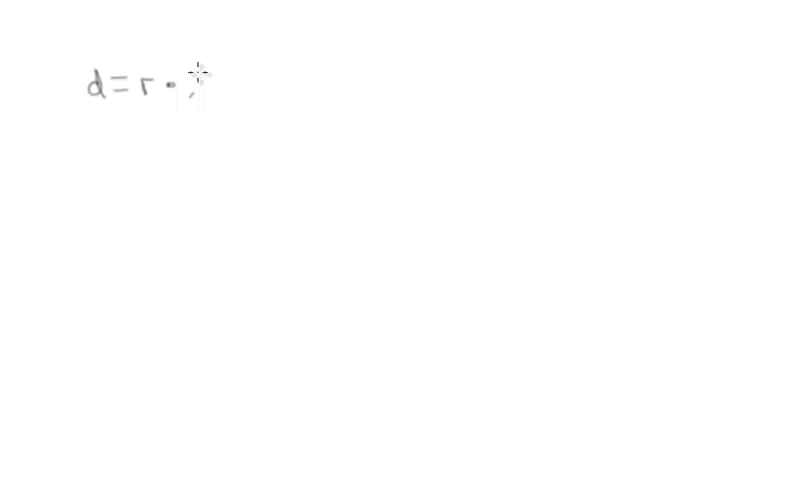 d = r ·